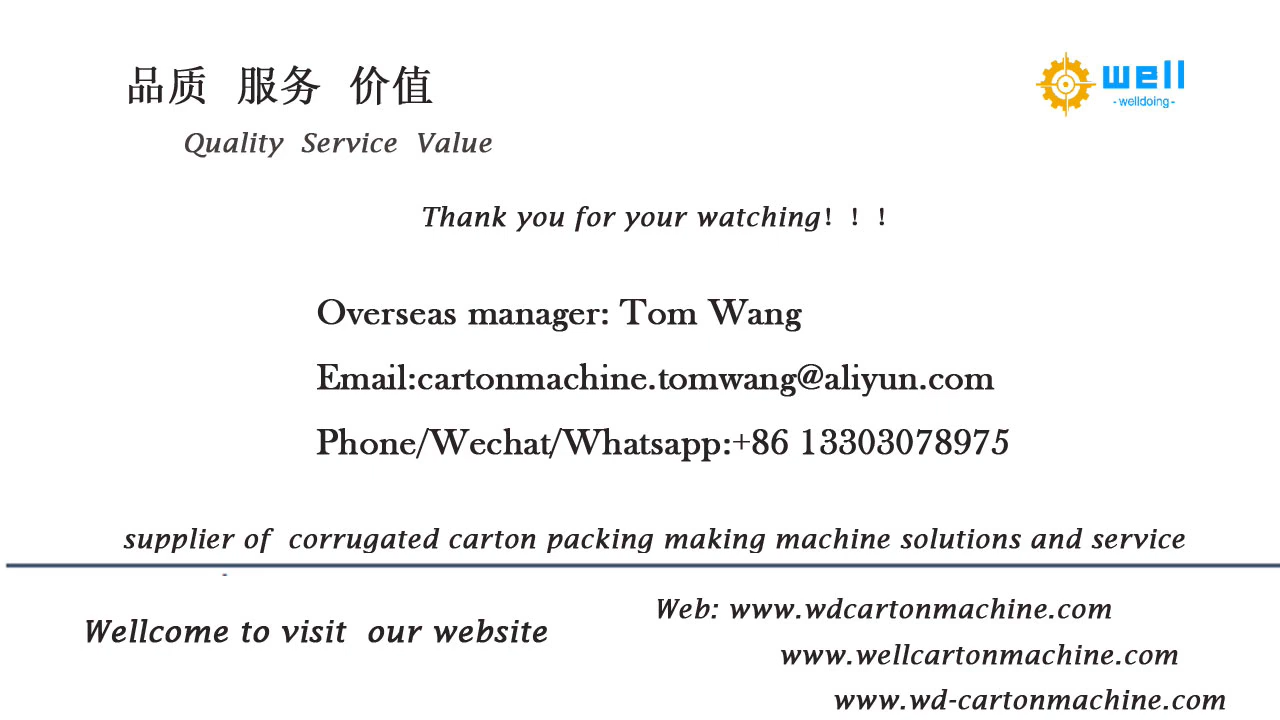 品质 服务 价值
well
-welldoing-
Quality Service Value
Thank you for your watching！！！
Overseas manager: Tom Wang
Email:cartonmachine.tomwang@aliyun.com
Phone/Wechat/Whatsapp:+86 13303078975
supplier of corrugated carton packing making machine solutions and service
Wellcome to visit our website
Web: www.wdcartonmachine.com
www.wellcartonmachine.com
www.wd-cartonmachine.com